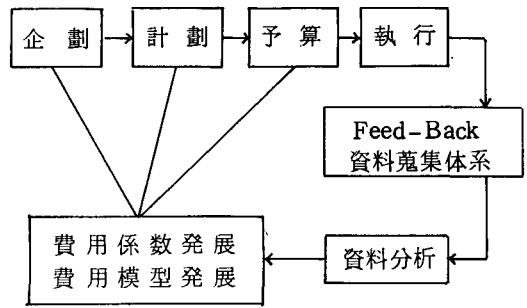 企劃
計劃
予算
執行
Feed-Back
資料蒐集体系
資料分析
費用係数発展
費用模型発展